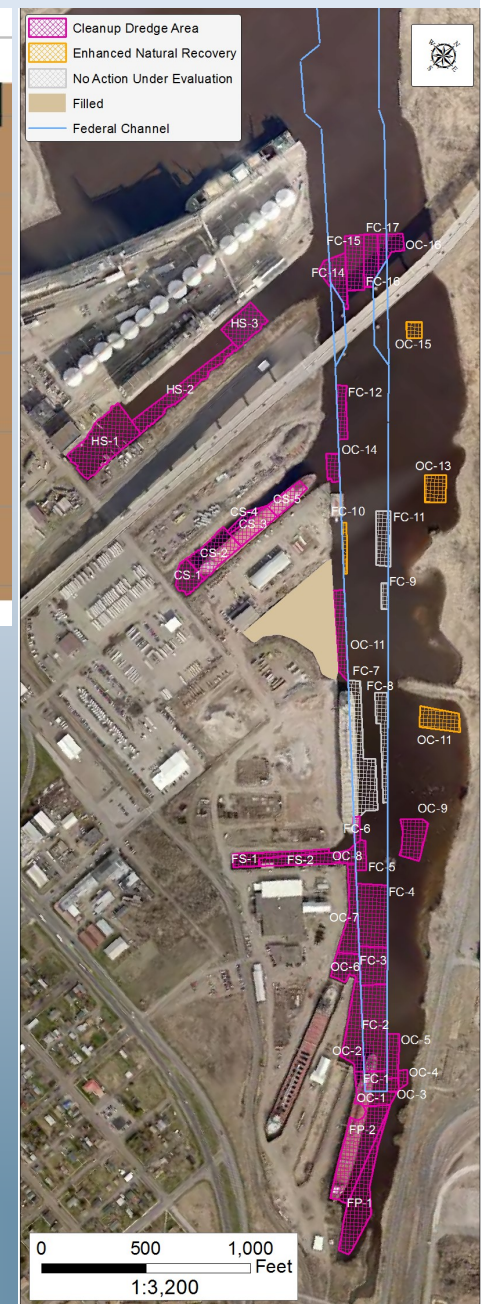 Cleanup Dredge Area
Enhanced Natural Recovery
No Action Under Evaluation
Filled
Federal Channel
N
W
E
S
FC-17
FC-15
OC-16
FC-14
FC-16
HS-3
OC-15
HS-2
FC-12
HS-1
OC-14
OC-13
CS-5
CS-4
FC-10
FC-11
CS-3
CS-2
CS-1
FC-9
OC-11
FC-7
FC-8
OC-11
OC-9
FC-6
OC-8
FS-1
FS-2
FC-5
FC-4
OC-7
FC-3
OC-6
FC-2
OC-5
OC-2
OC-4
FC-1
OC-3
OC-1
FP-2
FP-1
0 500 1,000
Feet
1:3,200